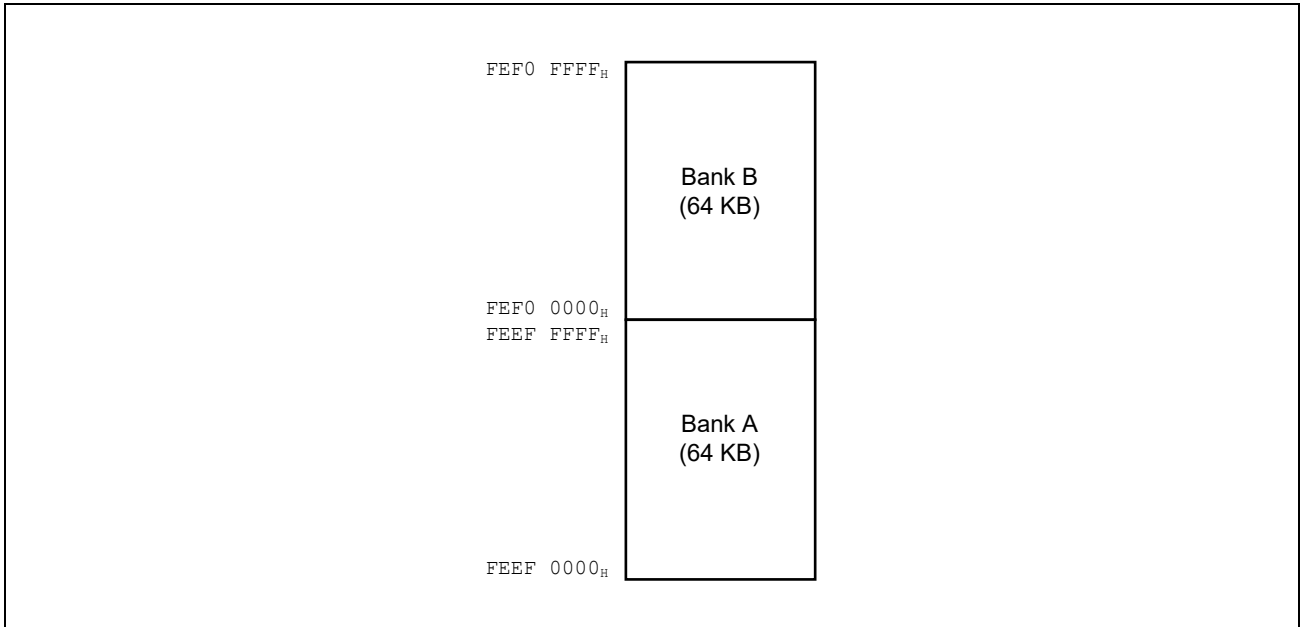 FEF0 FFFFH
Bank B
(64 KB)
FEF0 0000H
FEEF FFFFH
Bank A
(64 KB)
FEEF 0000H